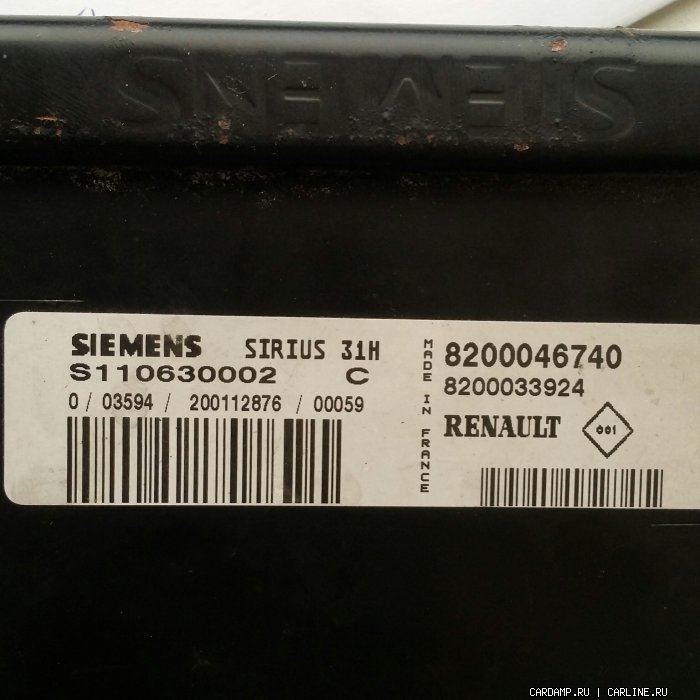 SIEMENS
SIEMENS SIRIUS 31H
S110630002 C
0 / 03594 / 200112876 / 00059
MADE IN FRANCE
8200046740
8200033924
RENAULT 001
CARDAMP.RU | CARLINE.RU